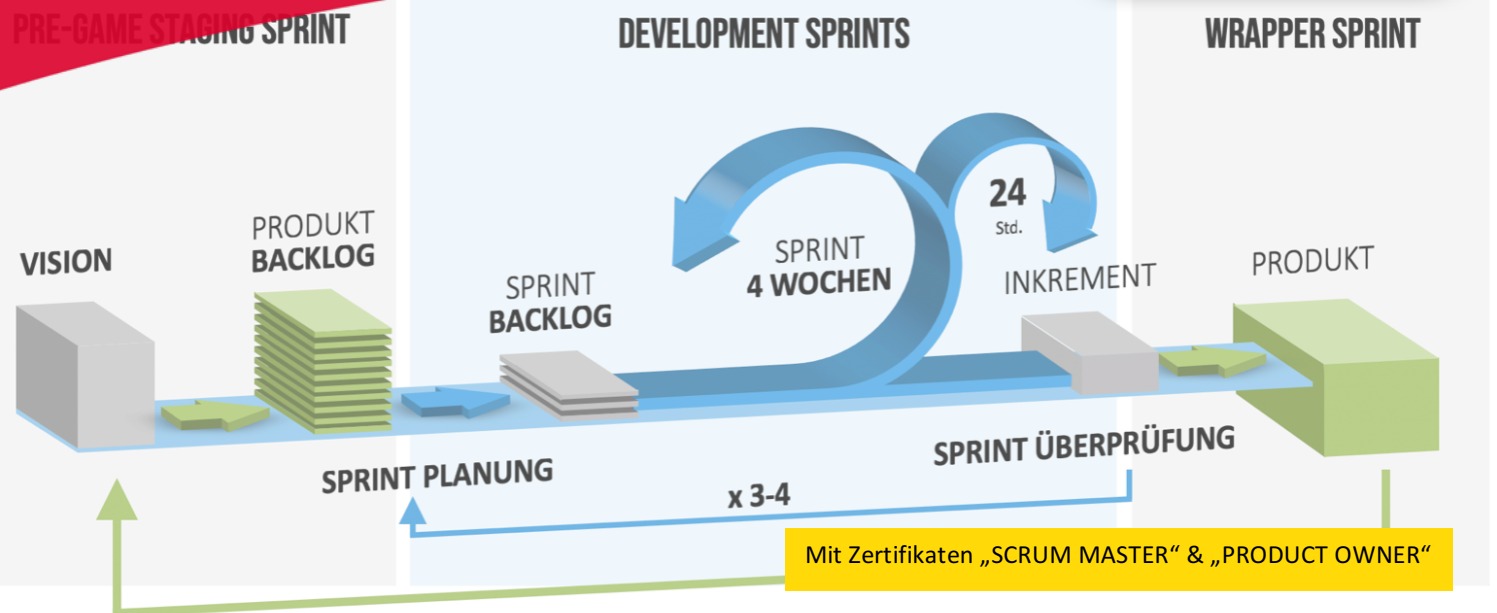 PRE-GAME STAGING SPRINT
DEVELOPMENT SPRINTS
WRAPPER SPRINT
VISION
PRODUKT
BACKLOG
SPRINT
BACKLOG
SPRINT
4 WOCHEN
24
Std.
INKREMENT
PRODUKT
SPRINT PLANUNG
SPRINT ÜBERPRÜFUNG
x 3-4
Mit Zertifikaten „SCRUM MASTER“ & „PRODUCT OWNER“